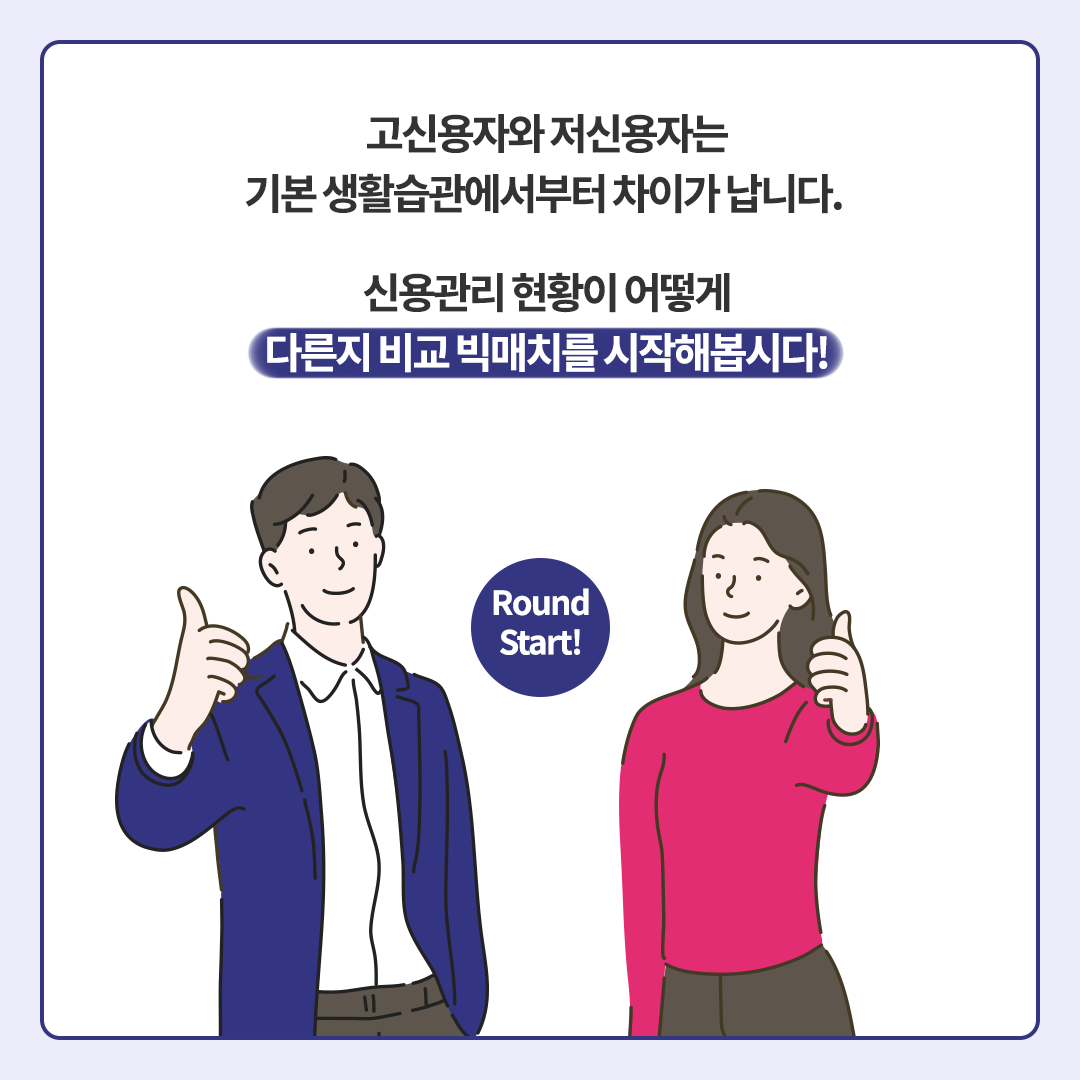 고신용자와 저신용자는
기본 생활습관에서부터 차이가 납니다.
신용관리 현황이 어떻게
다른지 비교 빅매치를 시작해봅시다!
Round
Start!